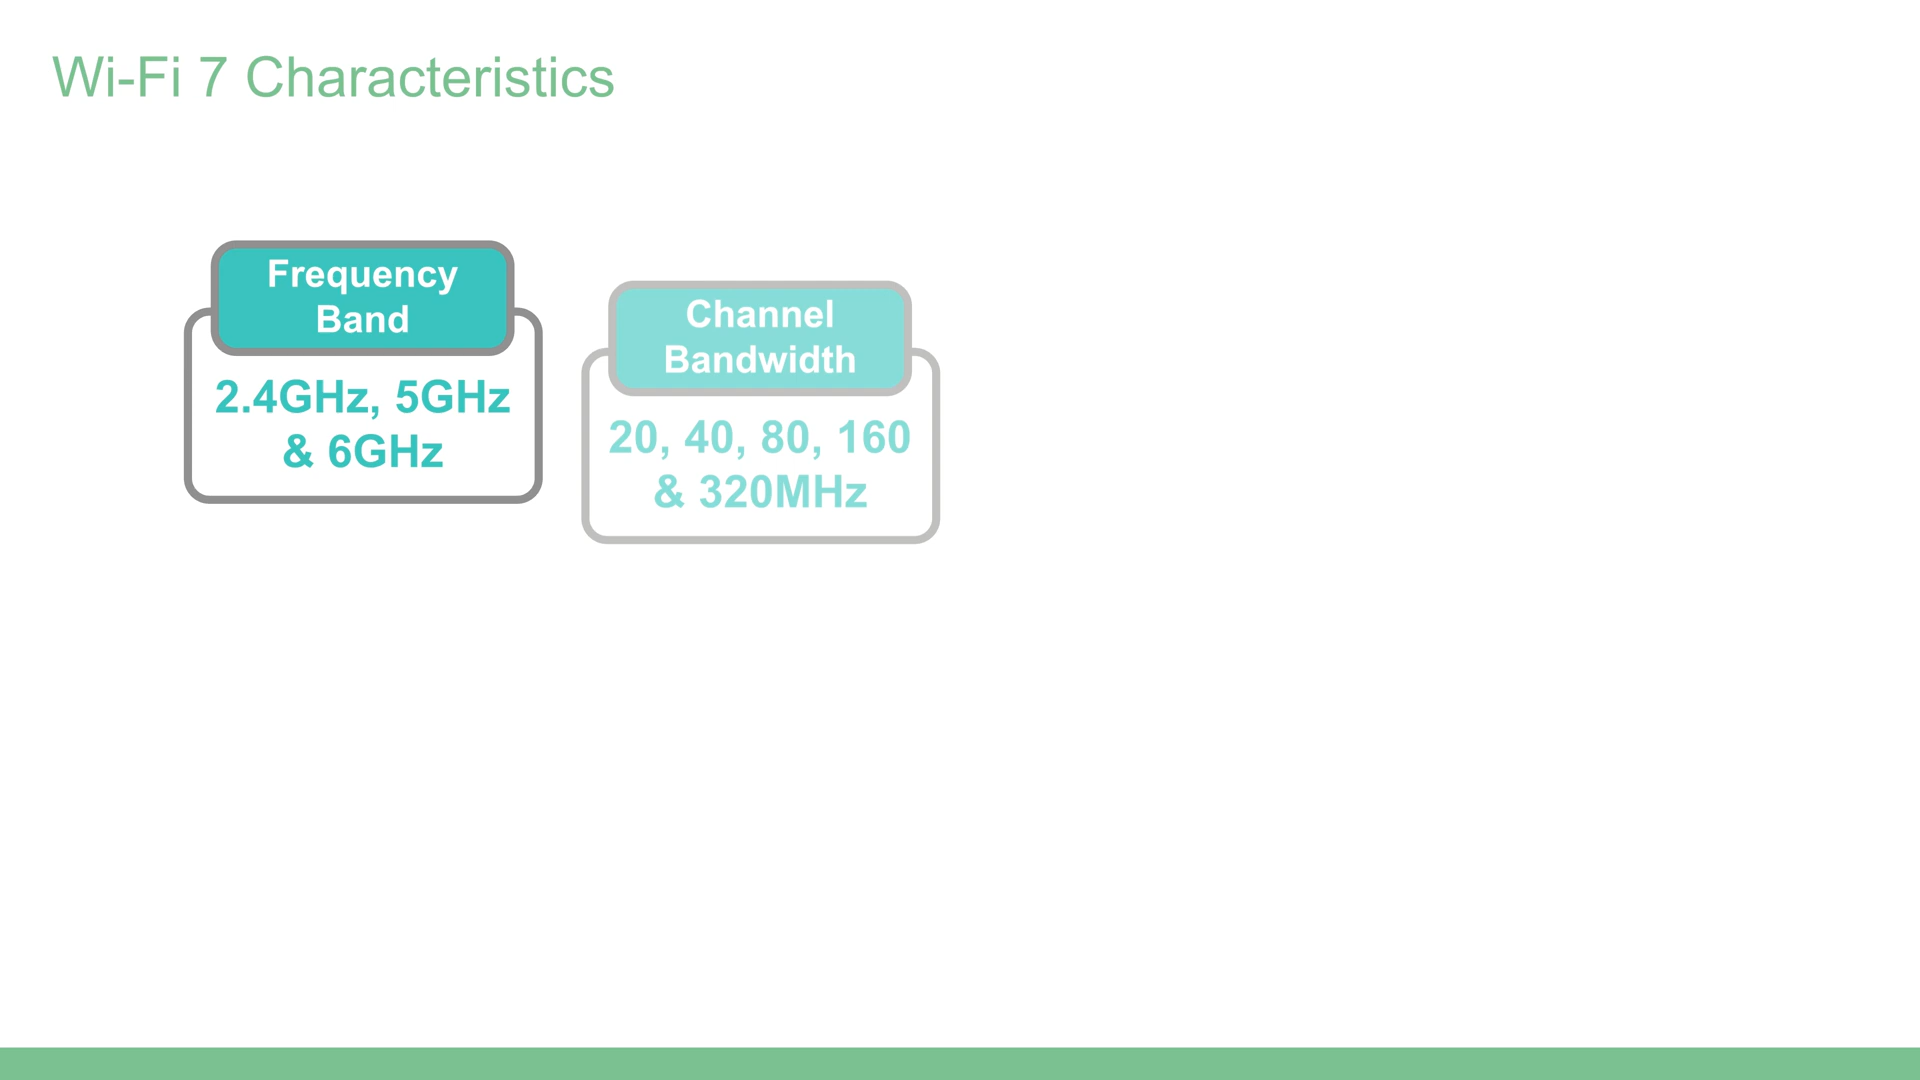 Wi-Fi 7 Characteristics
Frequency
Band
2.4GHz, 5GHz
& 6GHz
Channel
Bandwidth
20, 40, 80, 160
& 320MHz